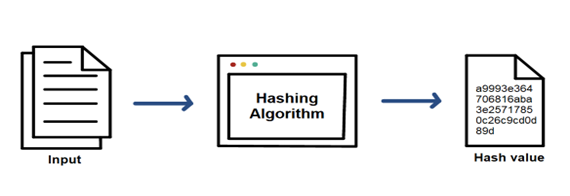 Hashing
Algorithm
a9993e364
706816aba
3e2571785
0c26c9cd0d
89d
Input
Hash value